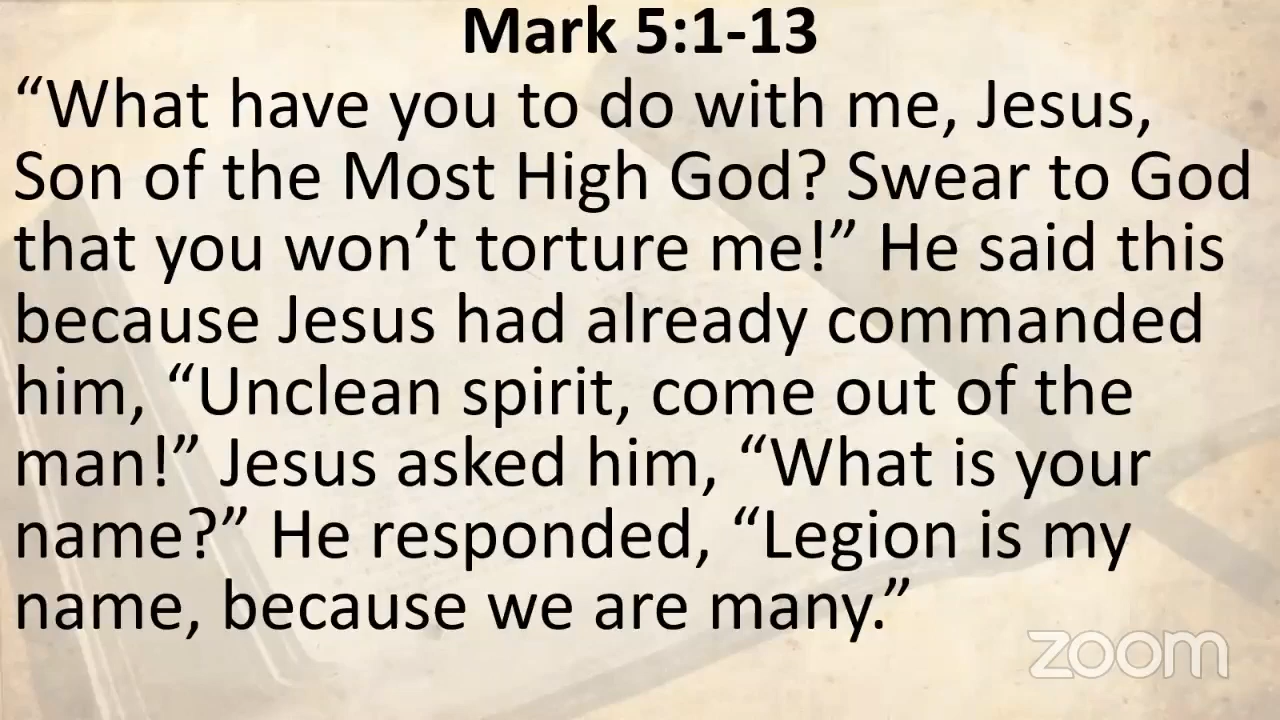 Mark 5:1-13
“What have you to do with me, Jesus,
Son of the Most High God? Swear to God
that you won’t torture me!” He said this
because Jesus had already commanded
him, “Unclean spirit, come out of the
man!” Jesus asked him, “What is your
name?” He responded, “Legion is my
name, because we are many.”
zoom